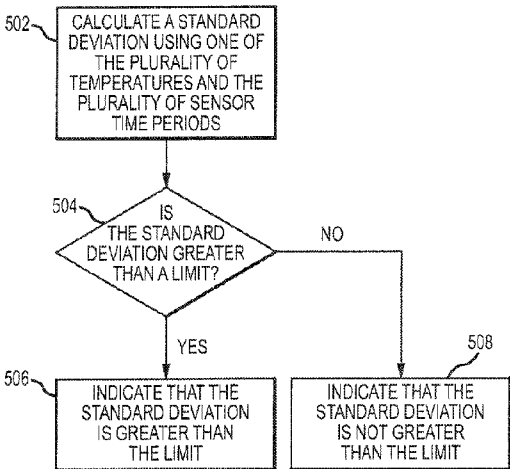 502
CALCULATE A STANDARD
DEVIATION USING ONE OF
THE PLURALITY OF
TEMPERATURES AND THE
PLURALITY OF SENSOR
TIME PERIODS
504
IS
THE STANDARD
DEVIATION GREATER
THAN A LIMIT?
NO
YES
506
INDICATE THAT THE
STANDARD DEVIATION
IS GREATER THAN
THE LIMIT
508
INDICATE THAT THE
STANDARD DEVIATION
IS NOT GREATER
THAN THE LIMIT